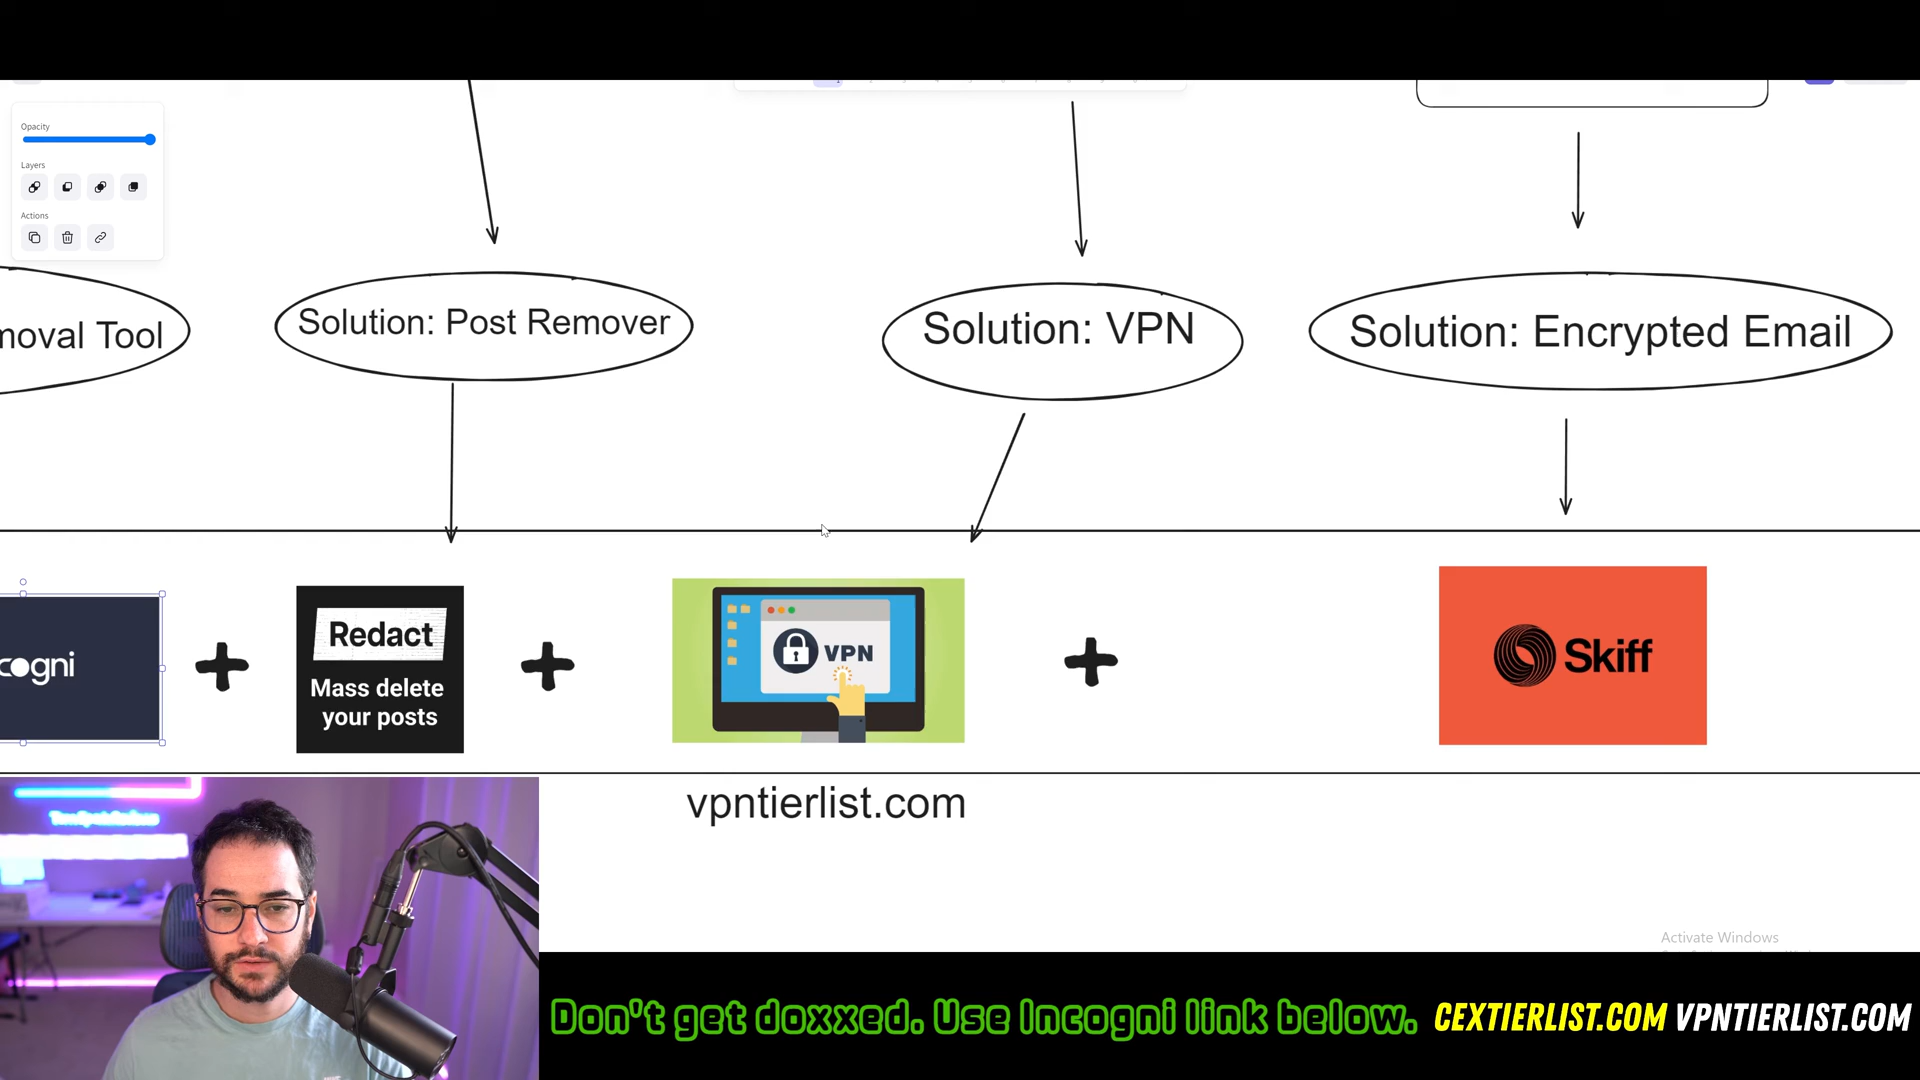 Opacity
Layers
Actions
moval Tool
Solution: Post Remover
Solution: VPN
Solution: Encrypted Email
cogni
Redact
Mass delete
your posts
VPN
Skiff
vpntierlist.com
Activate Windows
Don't get doxxed. Use Incogni link below.
CEXTIERLIST.COM VPNTIERLIST.COM